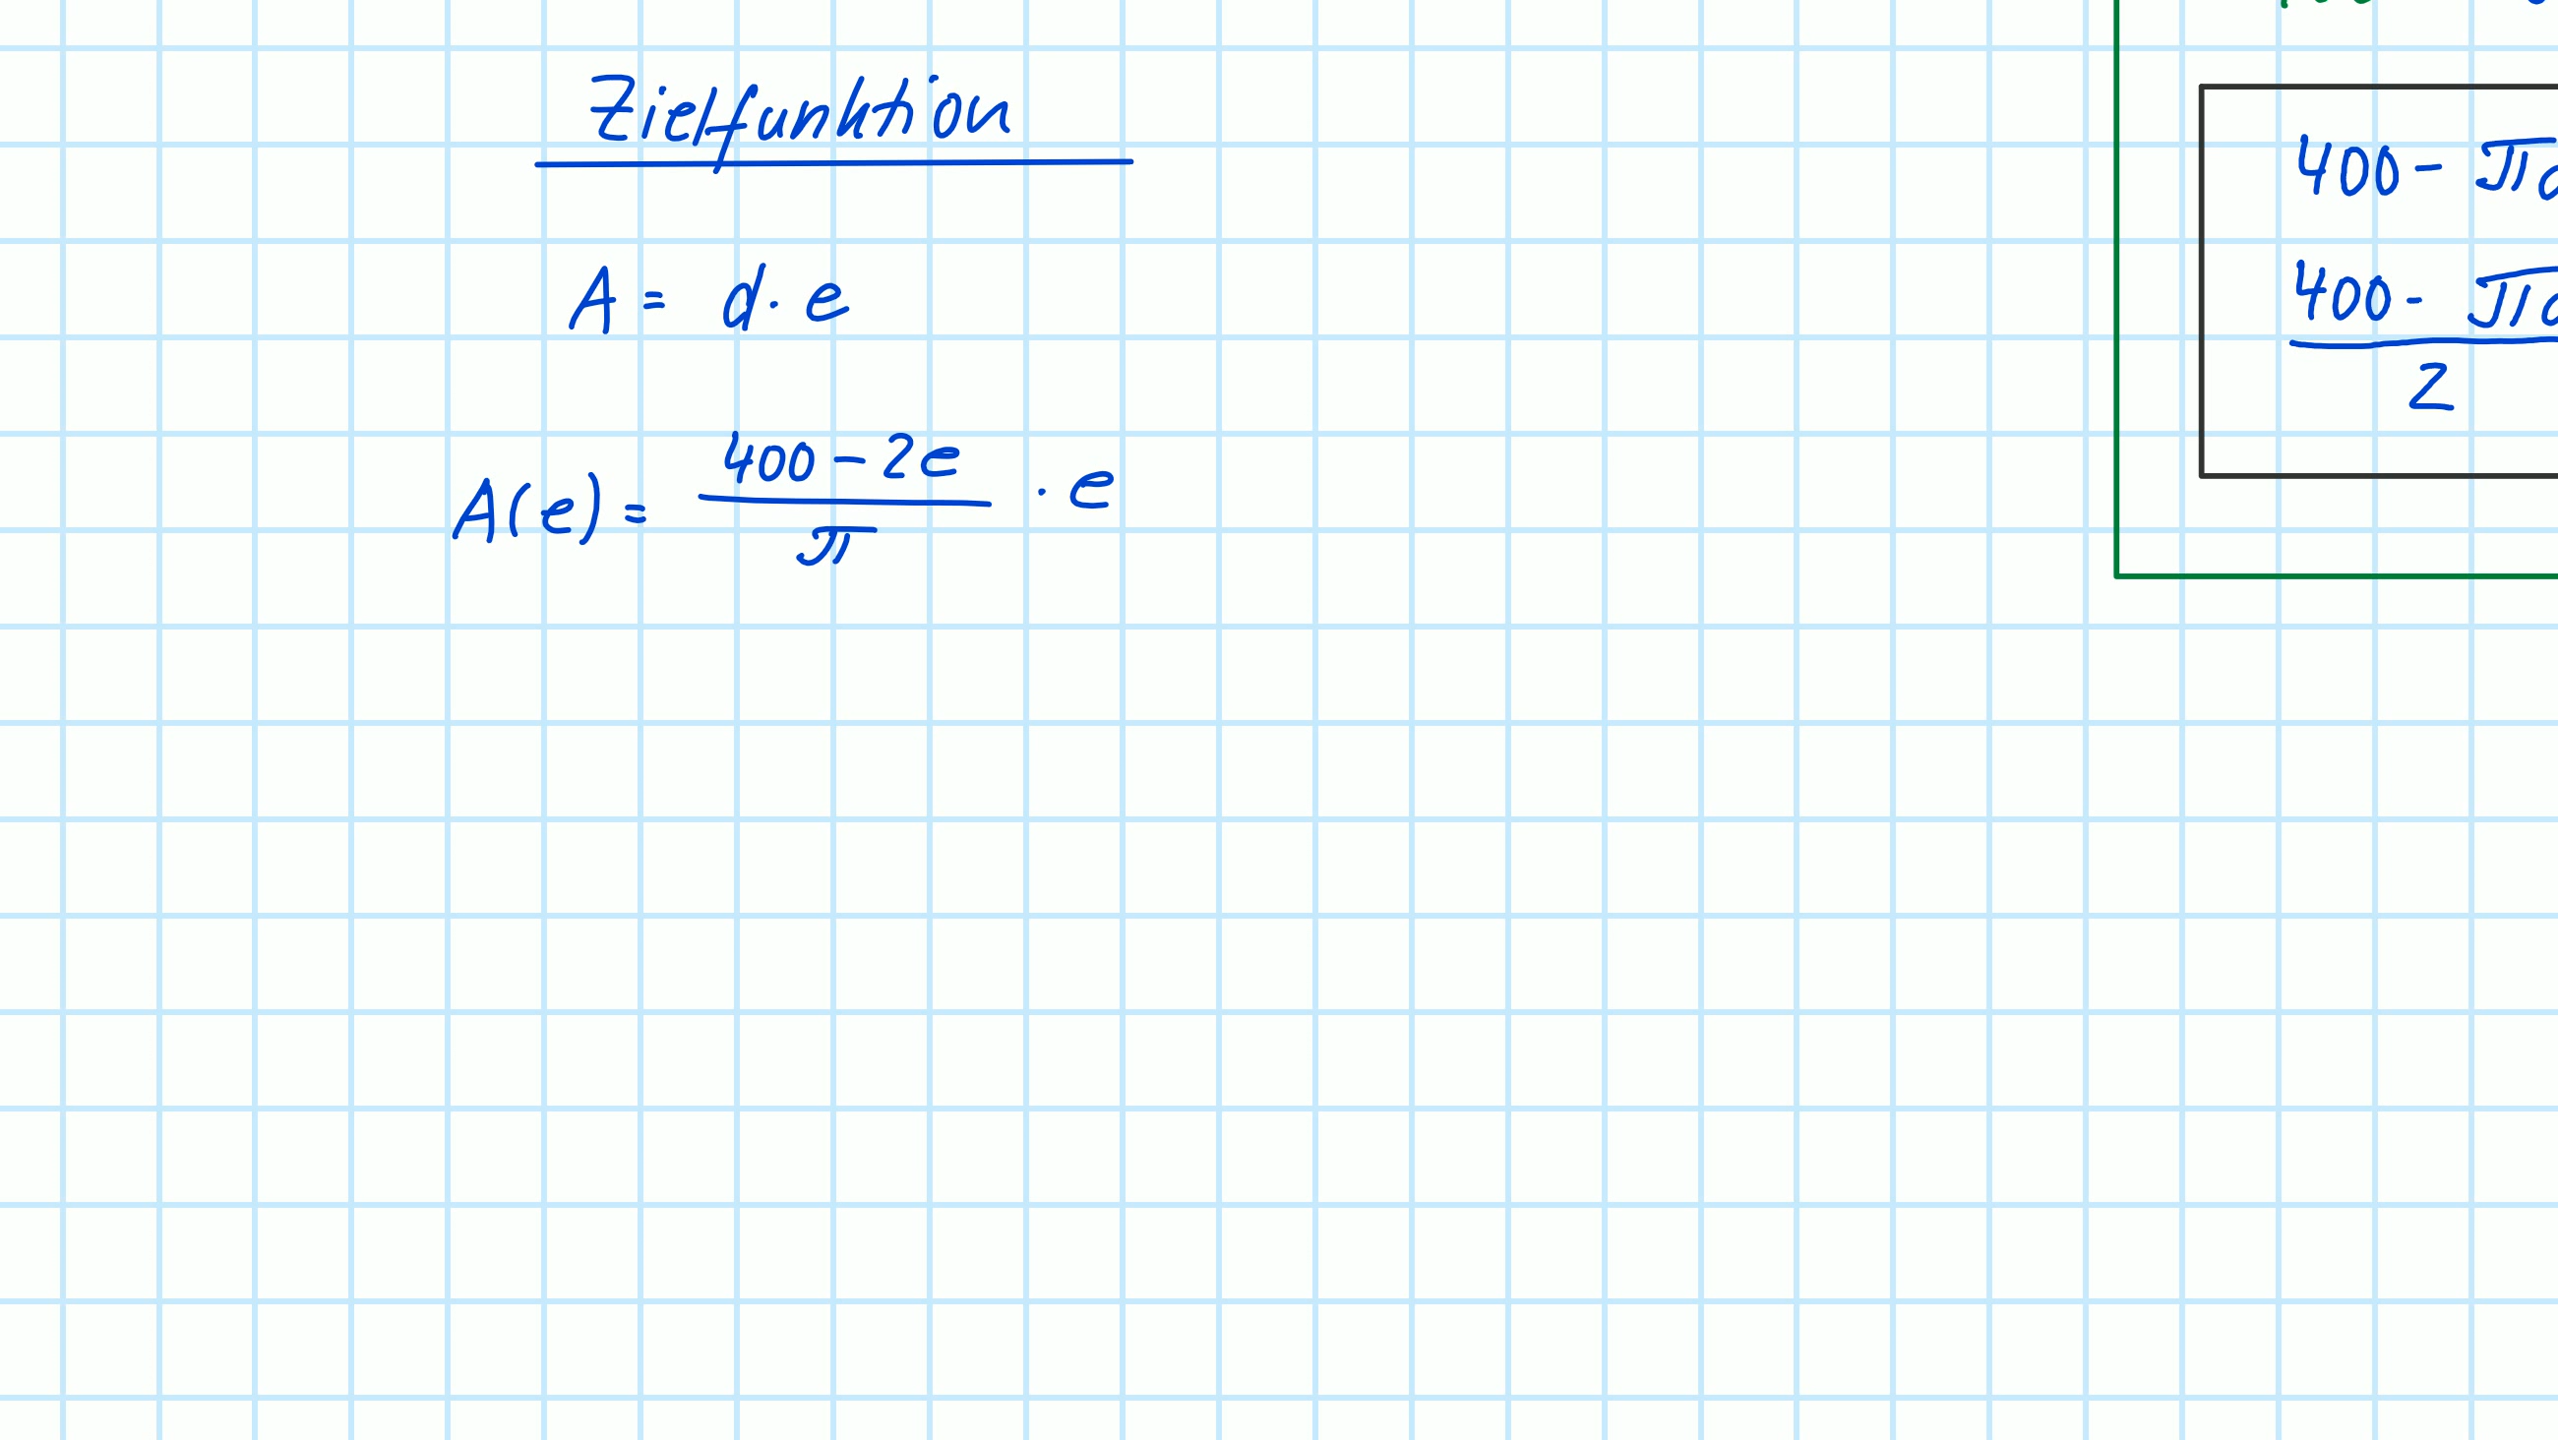 Zielfunktion
A = d · e
A(e) = (400 - 2e)/π · e
400 - π
400 - π
2